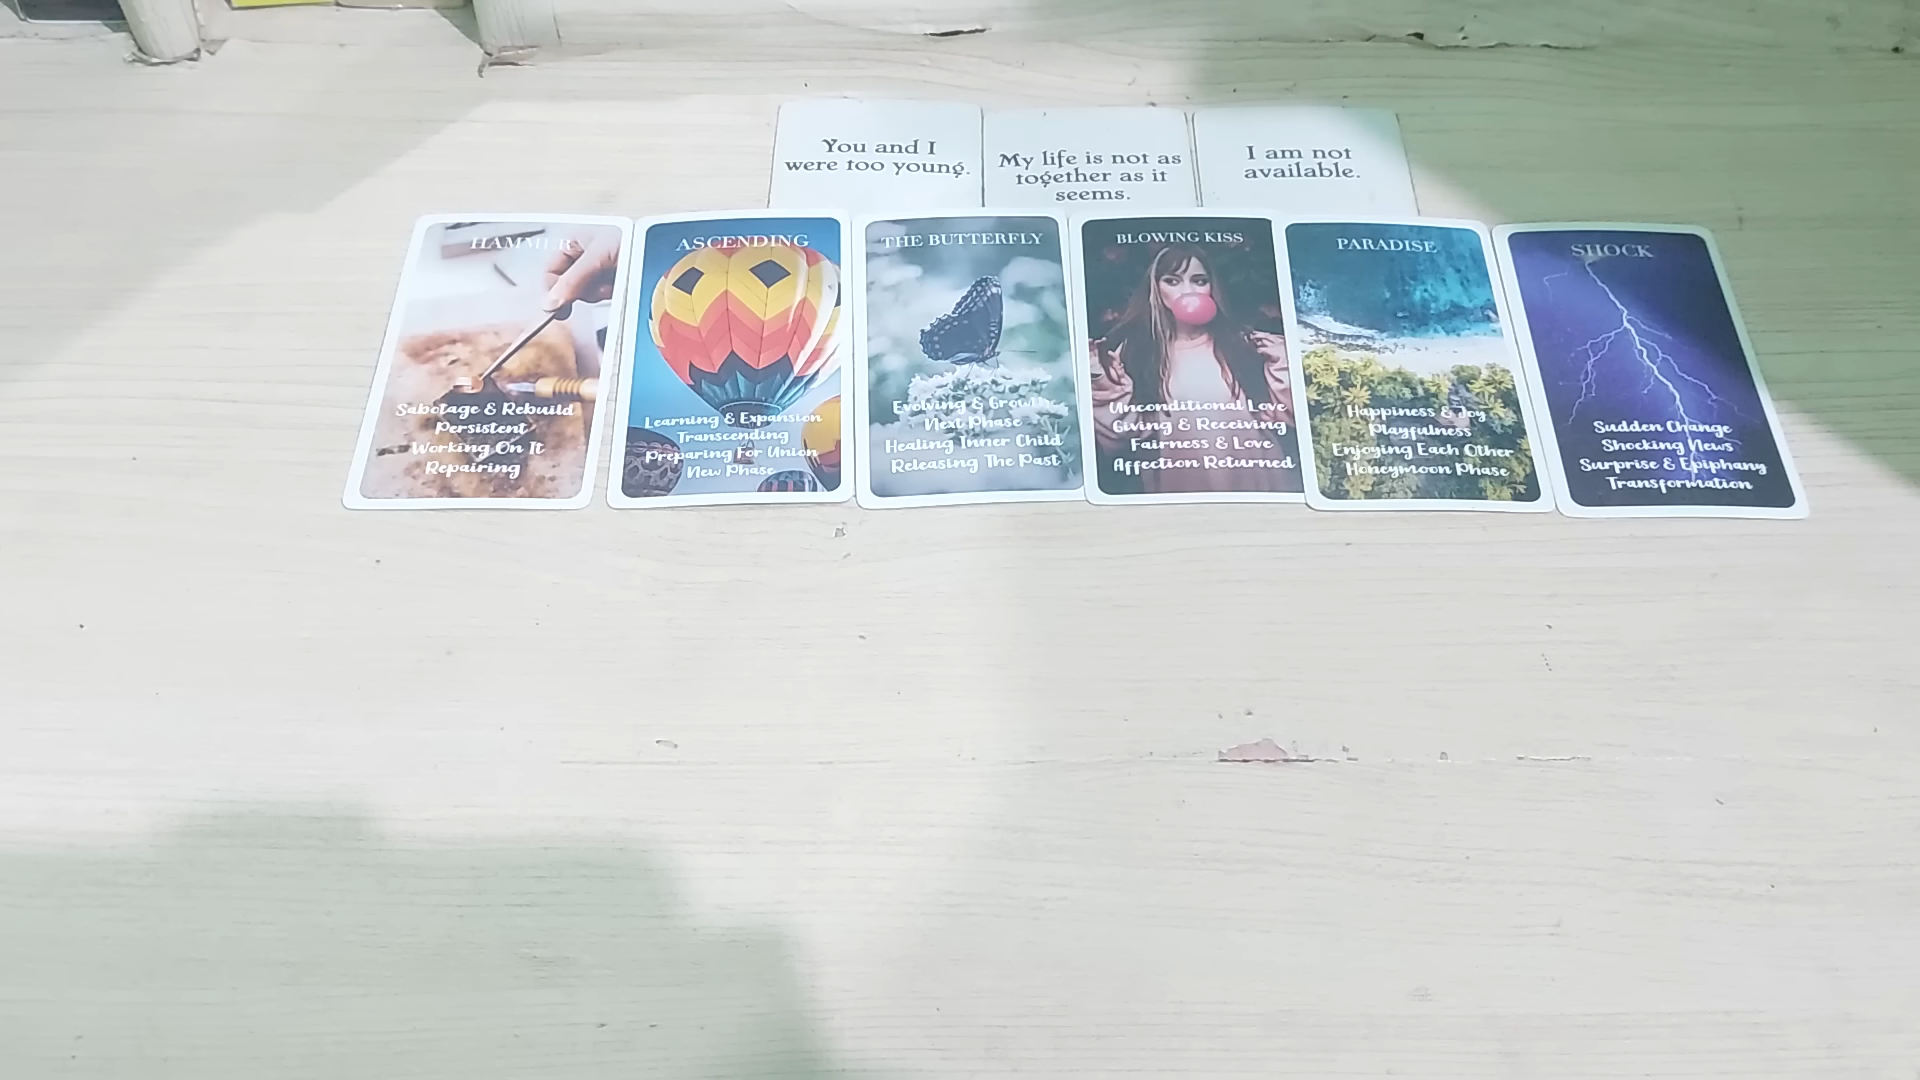 You and I
were too young.
My life is not as
together as it
seems.
I am not
available.
HAMMER
Sabotage & Rebuild
Persistent
Working On It
Repairing
ASCENDING
Learning & Expansion
Transcending
Preparing For Union
New Phase
THE BUTTERFLY
Evolving & Growing
Next Phase
Healing Inner Child
Releasing The Past
BLOWING KISS
Unconditional Love
Giving & Receiving
Fairness & Love
Affection Returned
PARADISE
Happiness & Joy
Playfulness
Enjoying Each Other
Honeymoon Phase
SHOCK
Sudden Change
Shocking News
Surprise & Epiphany
Transformation